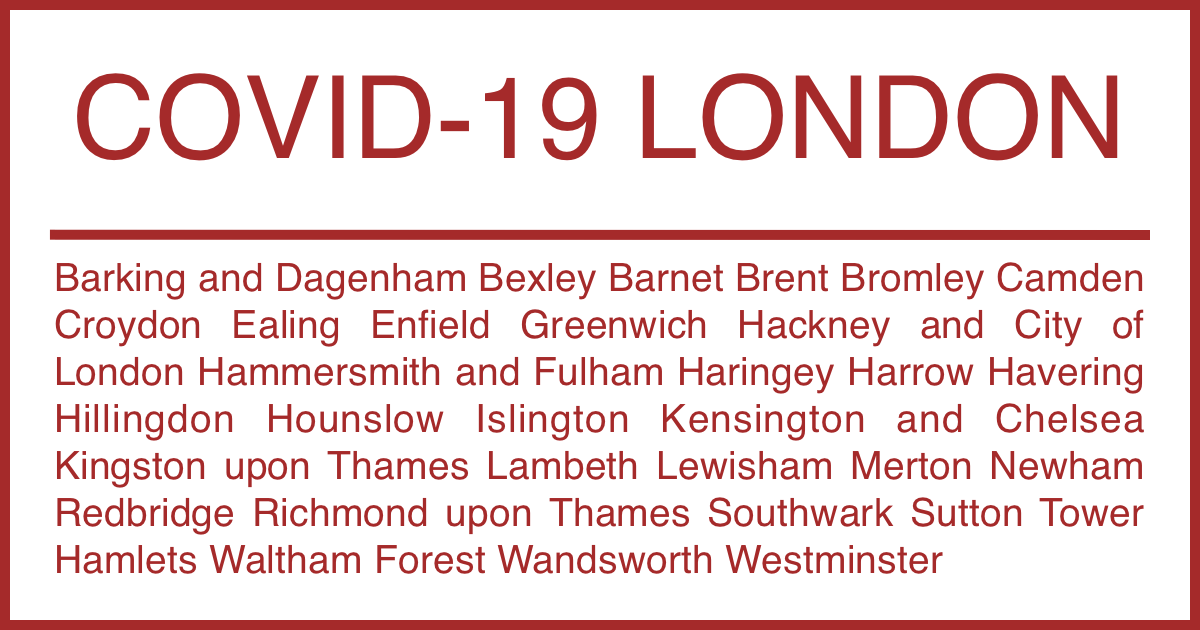 COVID-19 LONDON
Barking and Dagenham Bexley Barnet Brent Bromley Camden
Croydon Ealing Enfield Greenwich Hackney and City of
London Hammersmith and Fulham Haringey Harrow Havering
Hillingdon Hounslow Islington Kensington and Chelsea
Kingston upon Thames Lambeth Lewisham Merton Newham
Redbridge Richmond upon Thames Southwark Sutton Tower
Hamlets Waltham Forest Wandsworth Westminster